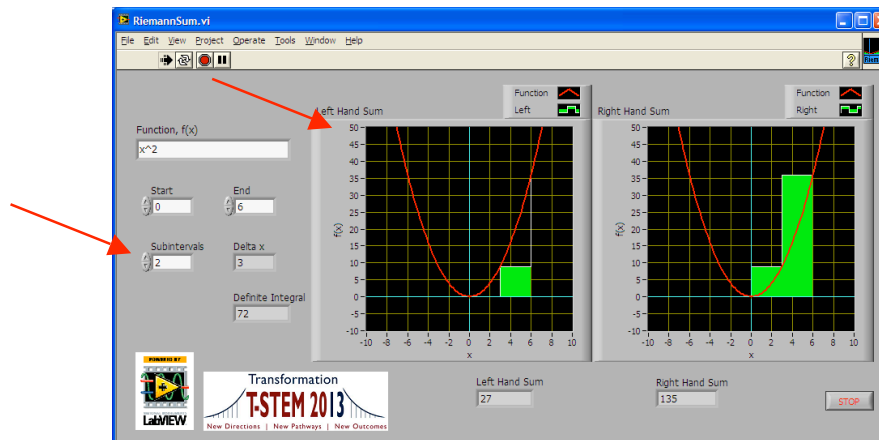 RiemannSum.vi
File Edit View Project Operate Tools Window Help
Function, f(x)
x^2
Start End
0 6
Subintervals Delta x
2 3
Definite Integral
72
Left Hand Sum
Function
Left
50
45
40
35
30
25
20
15
10
5
0
-5
-10
f(x)
-10 -8 -6 -4 -2 0 2 4 6 8 10
x
Right Hand Sum
Function
Right
50
45
40
35
30
25
20
15
10
5
0
-5
-10
f(x)
-10 -8 -6 -4 -2 0 2 4 6 8 10
x
Left Hand Sum
27
Right Hand Sum
135
STOP
POWERED BY
LabVIEW
Transformation
T-STEM 2013
New Directions | New Pathways | New Outcomes